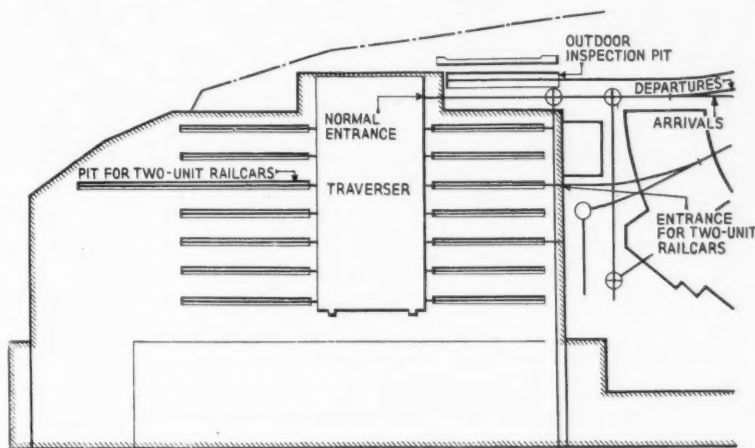 OUTDOOR
INSPECTION PIT
DEPARTURES
NORMAL
ENTRANCE
ARRIVALS
PIT FOR TWO-UNIT RAILCARS
TRAVERSER
ENTRANCE
FOR TWO-UNIT
RAILCARS